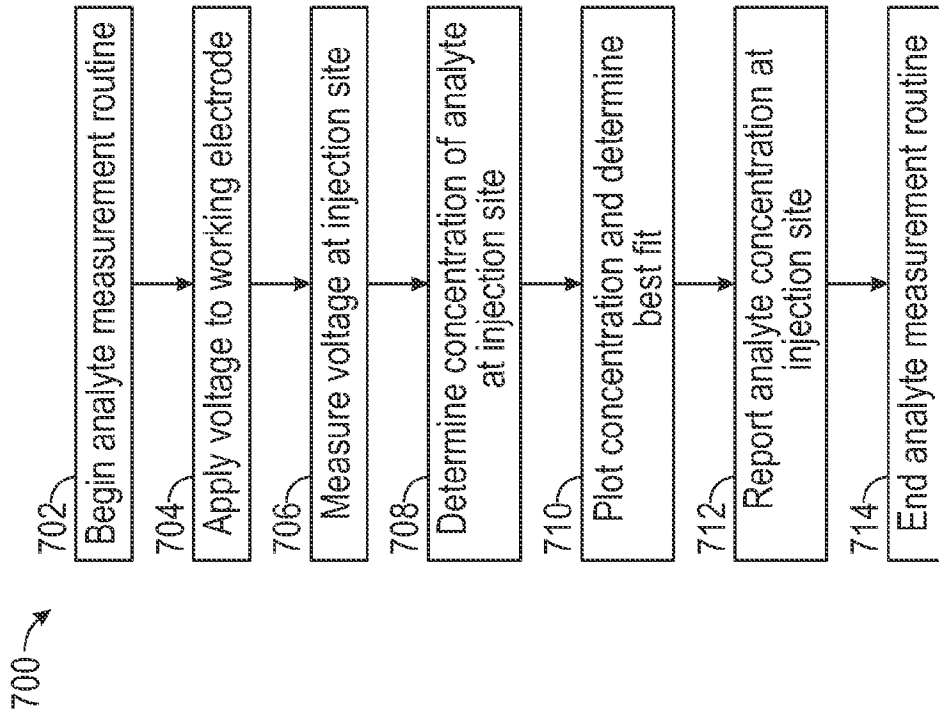 700
702
Begin analyte measurement routine
704
Apply voltage to working electrode
706
Measure voltage at injection site
708
Determine concentration of analyte
at injection site
710
Plot concentration and determine
best fit
712
Report analyte concentration at
injection site
714
End analyte measurement routine